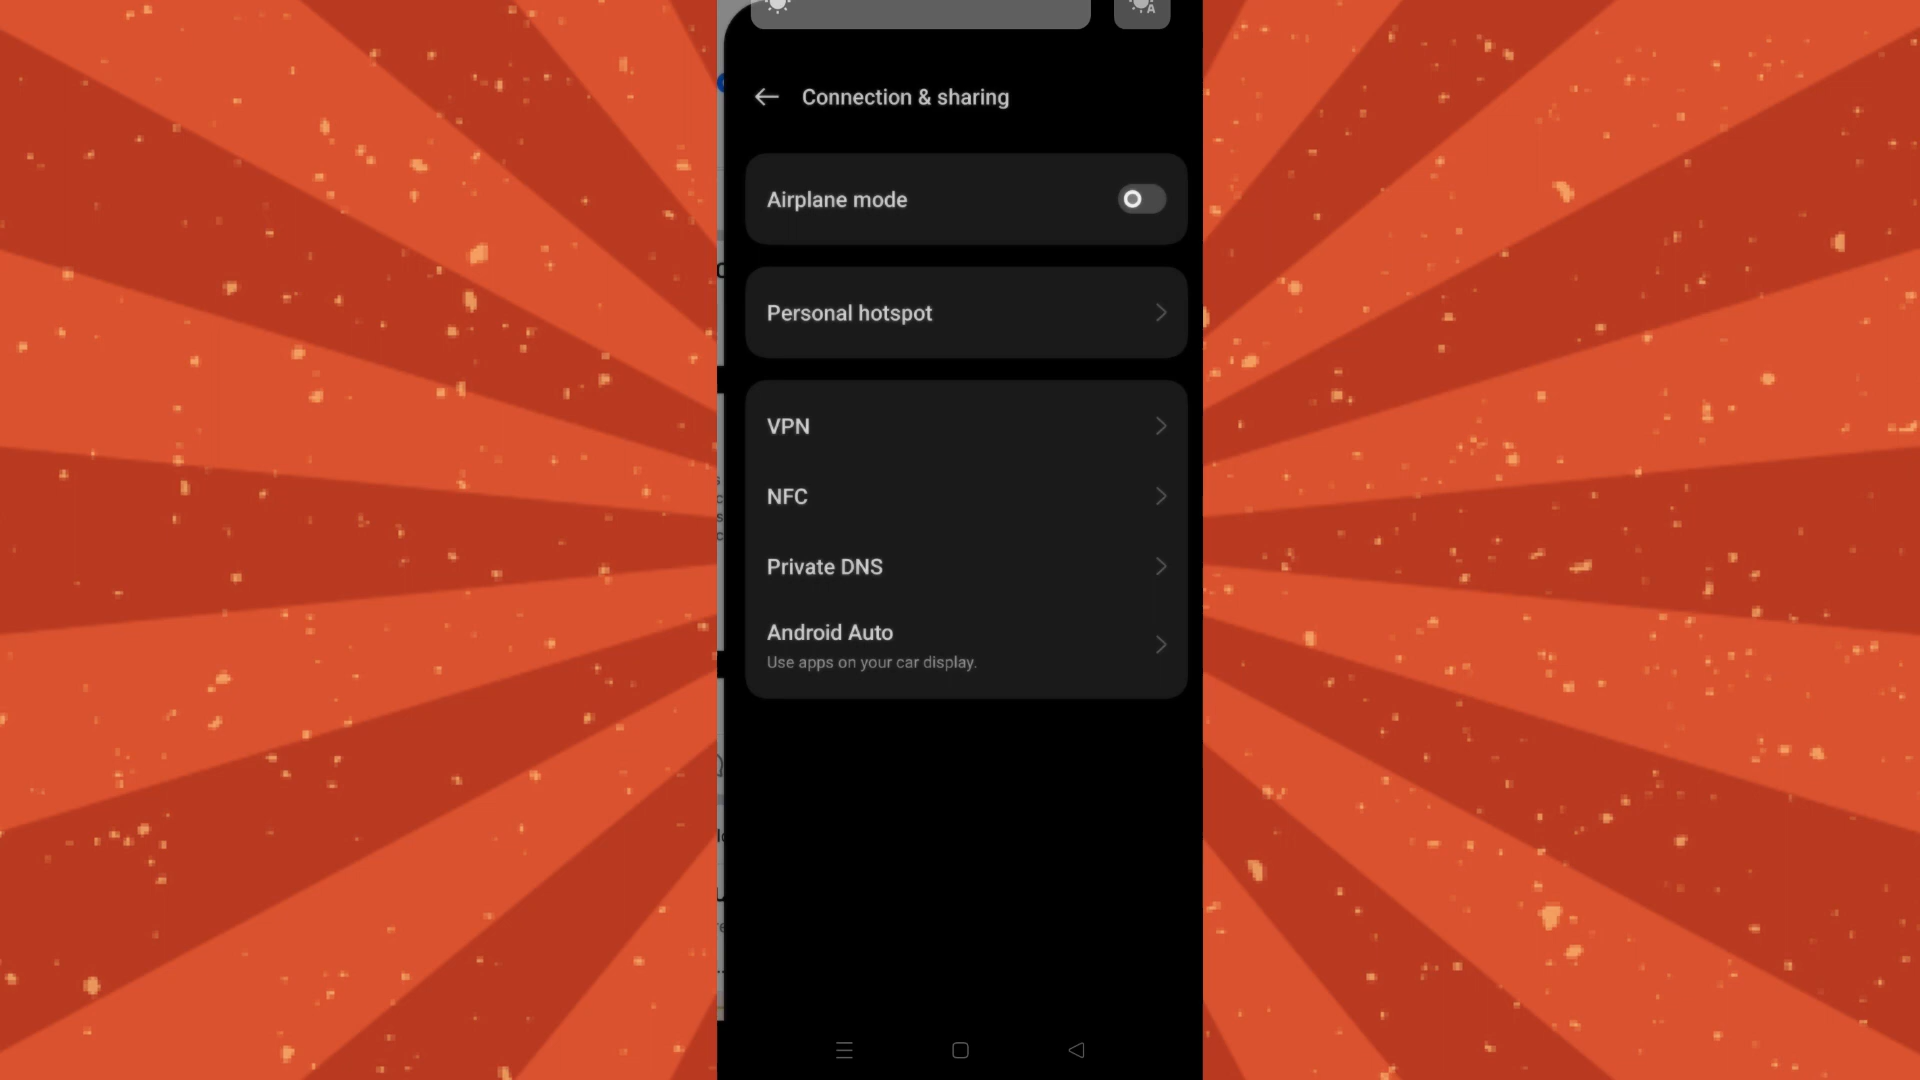 A
Connection & sharing
Airplane mode
Personal hotspot
VPN
NFC
Private DNS
Android Auto
Use apps on your car display.